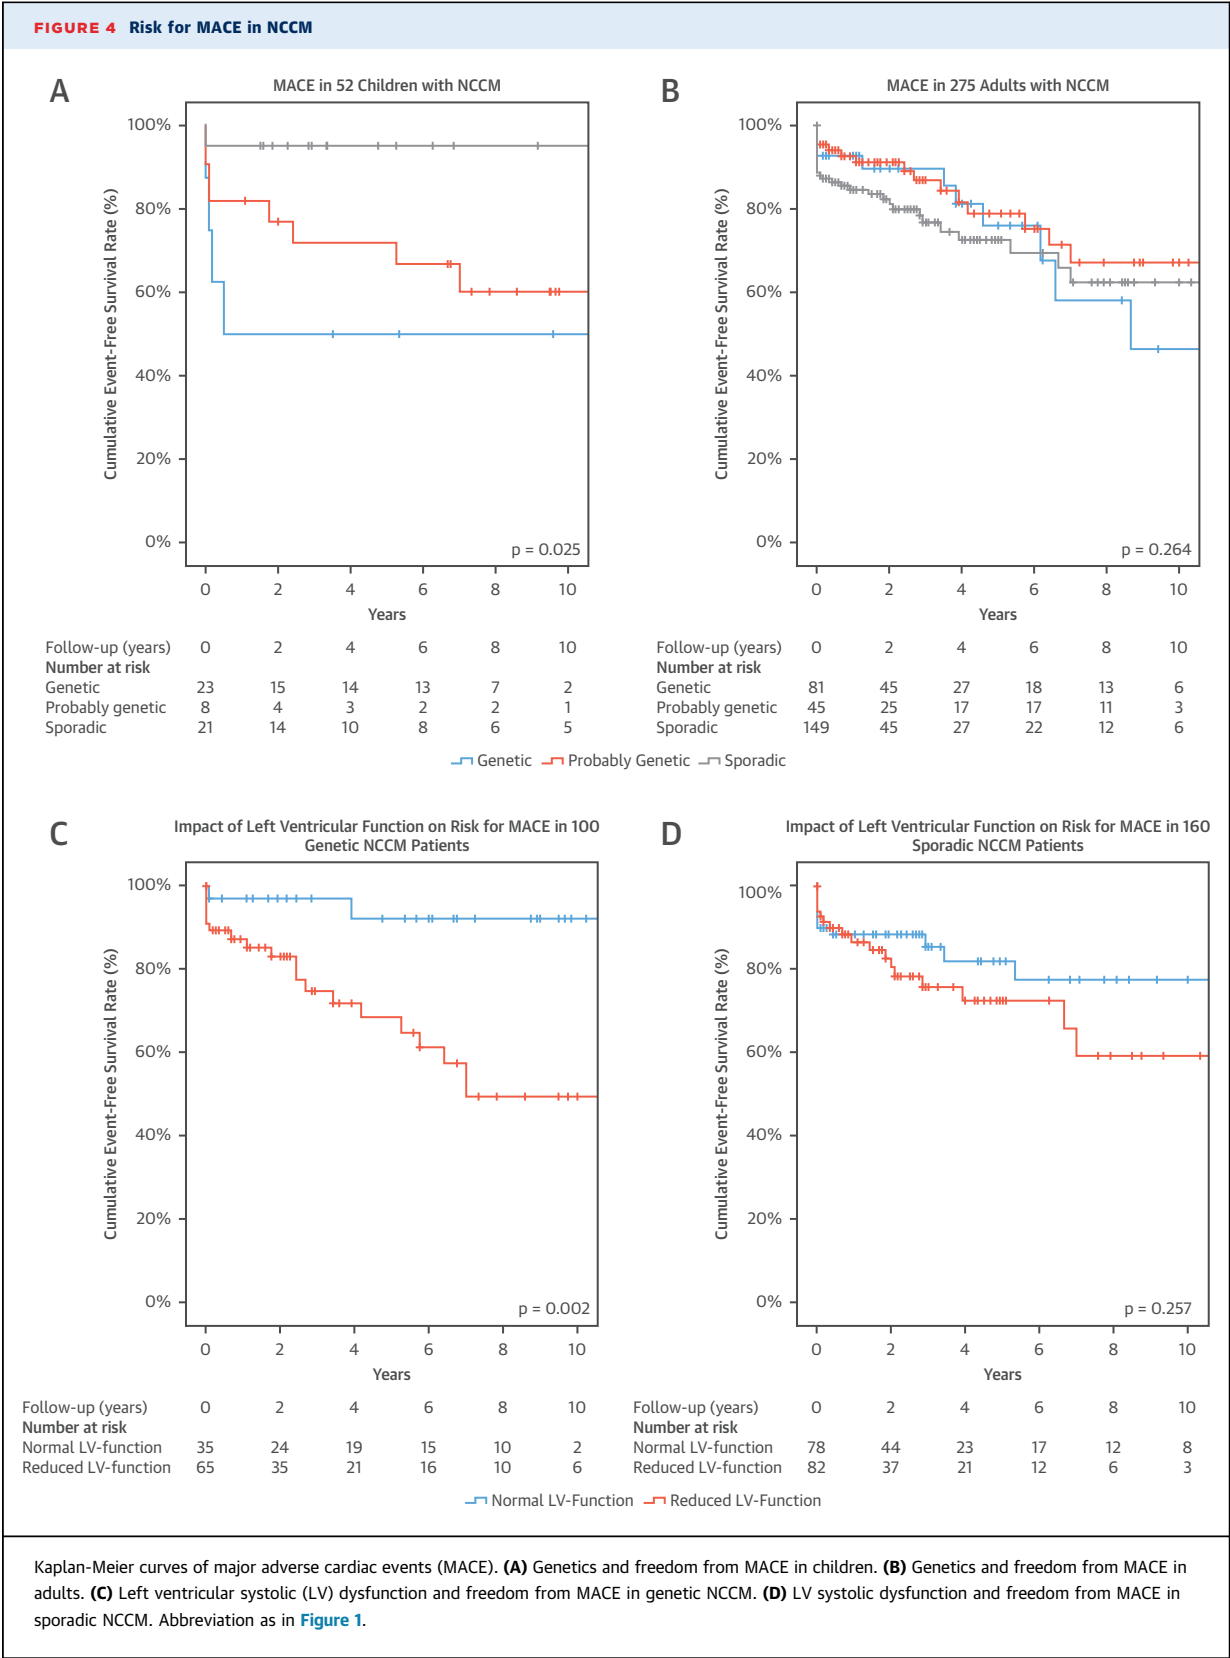 FIGURE 4 Risk for MACE in NCCM
A
MACE in 52 Children with NCCM
Cumulative Event-Free Survival Rate (%)
100%
80%
60%
40%
20%
0%
p = 0.025
0 2 4 6 8 10
Years
Follow-up (years) 0 2 4 6 8 10
Number at risk
Genetic 23 15 14 13 7 2
Probably genetic 8 4 3 2 2 1
Sporadic 21 14 10 8 6 5
B
MACE in 275 Adults with NCCM
Cumulative Event-Free Survival Rate (%)
100%
80%
60%
40%
20%
0%
p = 0.264
0 2 4 6 8 10
Years
Follow-up (years) 0 2 4 6 8 10
Number at risk
Genetic 81 45 27 18 13 6
Probably genetic 45 25 17 17 11 3
Sporadic 149 45 27 22 12 6
Genetic Probably Genetic Sporadic
C
Impact of Left Ventricular Function on Risk for MACE in 100
Genetic NCCM Patients
Cumulative Event-Free Survival Rate (%)
100%
80%
60%
40%
20%
0%
p = 0.002
0 2 4 6 8 10
Years
Follow-up (years) 0 2 4 6 8 10
Number at risk
Normal LV-function 35 24 19 15 10 2
Reduced LV-function 65 35 21 16 10 6
D
Impact of Left Ventricular Function on Risk for MACE in 160
Sporadic NCCM Patients
Cumulative Event-Free Survival Rate (%)
100%
80%
60%
40%
20%
0%
p = 0.257
0 2 4 6 8 10
Years
Follow-up (years) 0 2 4 6 8 10
Number at risk
Normal LV-function 78 44 23 17 12 8
Reduced LV-function 82 37 21 12 6 3
Normal LV-Function Reduced LV-Function
Kaplan-Meier curves of major adverse cardiac events (MACE). (A) Genetics and freedom from MACE in children. (B) Genetics and freedom from MACE in
adults. (C) Left ventricular systolic (LV) dysfunction and freedom from MACE in genetic NCCM. (D) LV systolic dysfunction and freedom from MACE in
sporadic NCCM. Abbreviation as in Figure 1.